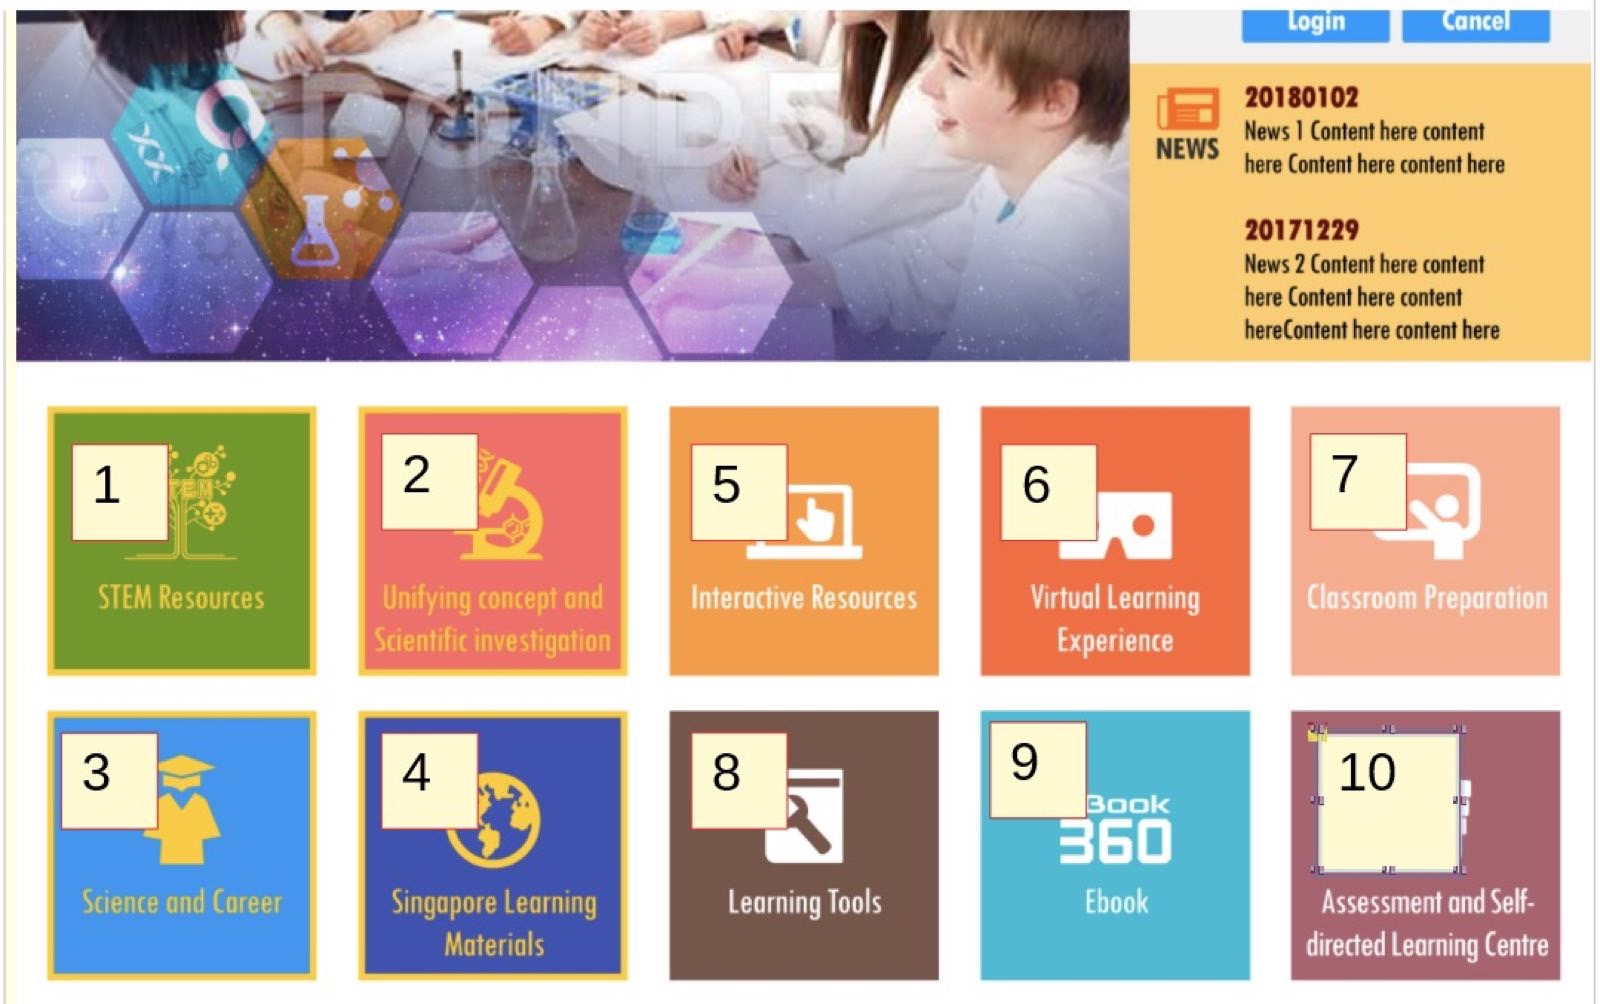 POND5
Login
Cancel
NEWS
20180102
News 1 Content here content
here Content here content here
20171229
News 2 Content here content
here Content here content
hereContent here content here
1
TEM
STEM Resources
2
Unifying concept and
Scientific investigation
5
Interactive Resources
6
Virtual Learning
Experience
7
Classroom Preparation
3
Science and Career
4
Singapore Learning
Materials
8
Learning Tools
9
Book
360
Ebook
10
Assessment and Self-
directed Learning Centre